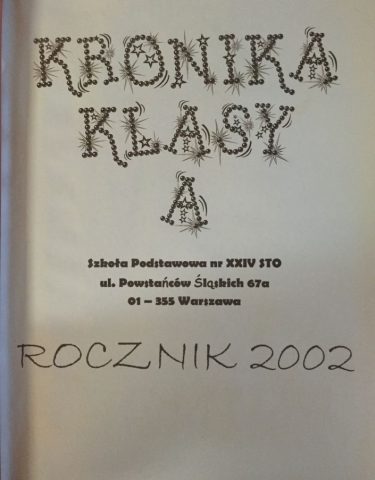 KRONIKA
KLASY
A
Szkoła Podstawowa nr XXIV STO
ul. Powstańców Śląskich 67a
01 – 355 Warszawa
ROCZNIK 2002